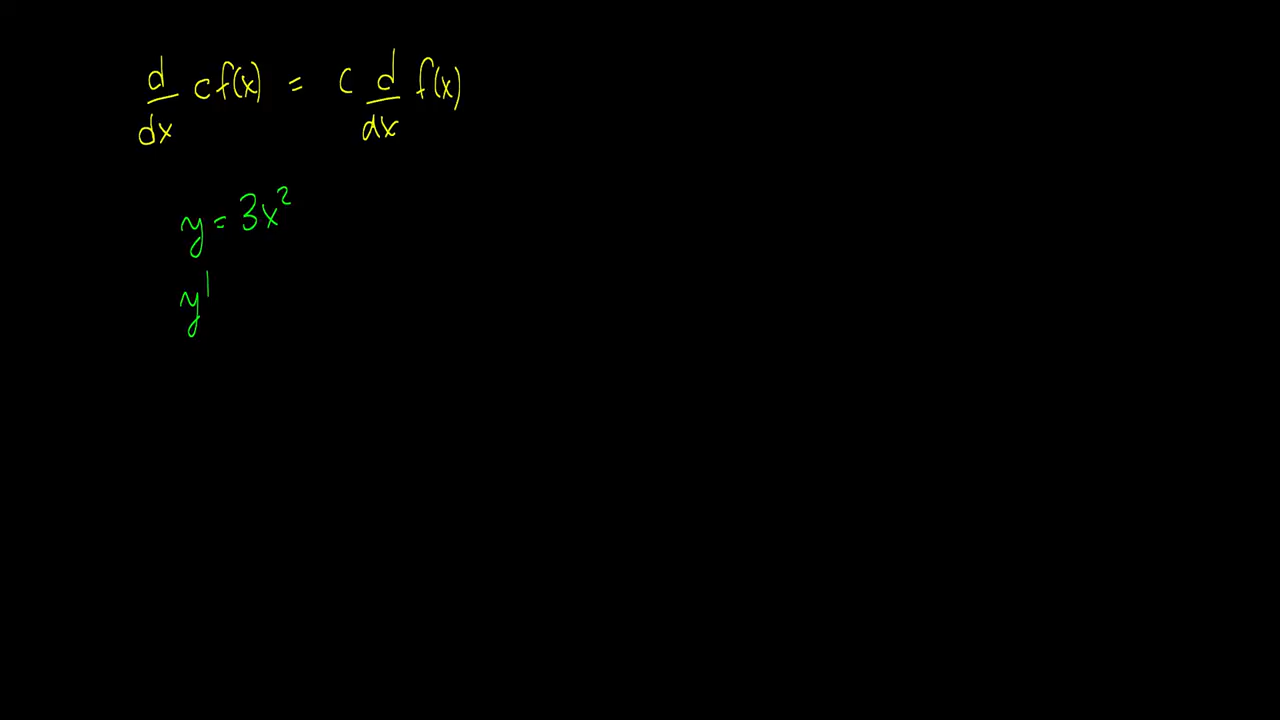 d/dx cf(x) = c d/dx f(x)
y = 3x²
y'